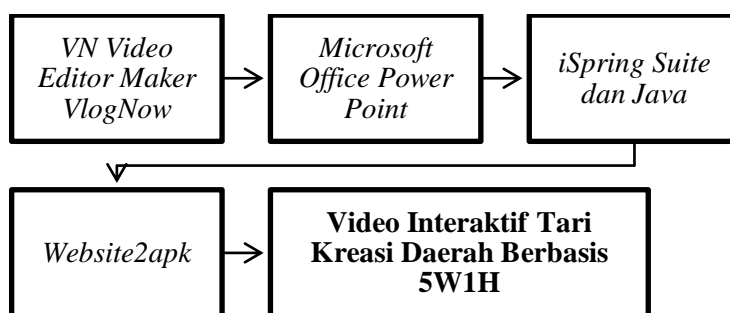 VN Video
Editor Maker
VlogNow
Microsoft
Office Power
Point
iSpring Suite
dan Java
Website2apk
Video Interaktif Tari
Kreasi Daerah Berbasis
5W1H